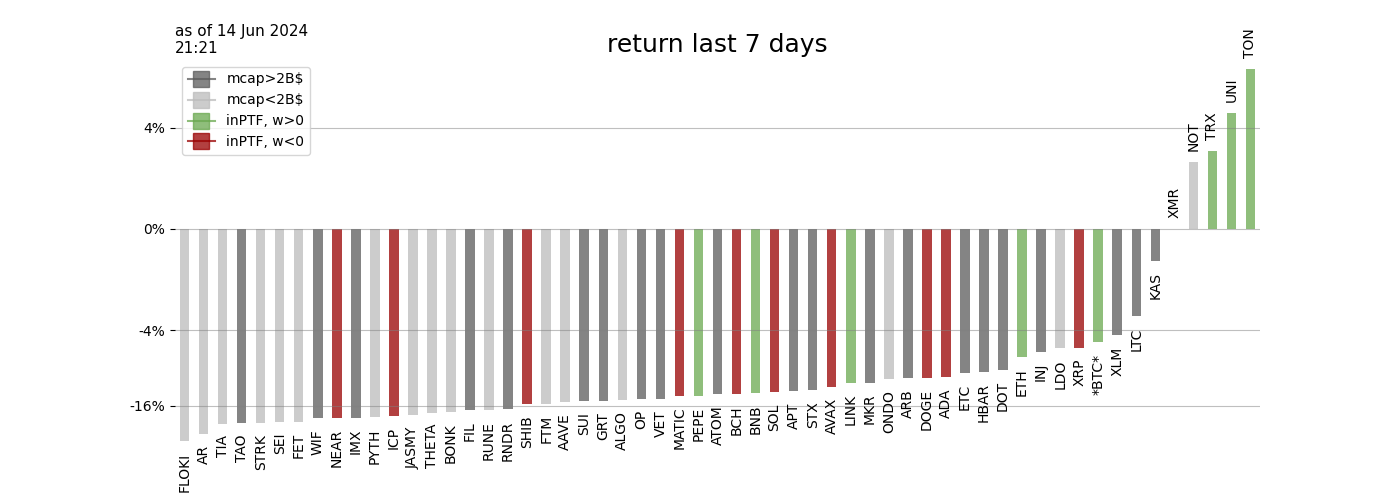 as of 14 Jun 2024
21:21
return last 7 days
mcap>2B$
mcap<2B$
inPTF, w>0
inPTF, w<0
4%
0%
-4%
-16%
FLOKI
AR
TIA
TAO
STRK
SEI
FET
WIF
NEAR
IMX
PYTH
ICP
JASMY
THETA
BONK
FIL
RUNE
RNDR
SHIB
FTM
AAVE
SUI
GRT
ALGO
OP
VET
MATIC
PEPE
ATOM
BCH
BNB
SOL
APT
STX
AVAX
LINK
MKR
ONDO
ARB
DOGE
ADA
ETC
HBAR
DOT
ETH
INJ
LDO
XRP
*BTC*
XLM
LTC
KAS
XMR
NOT
TRX
UNI
TON